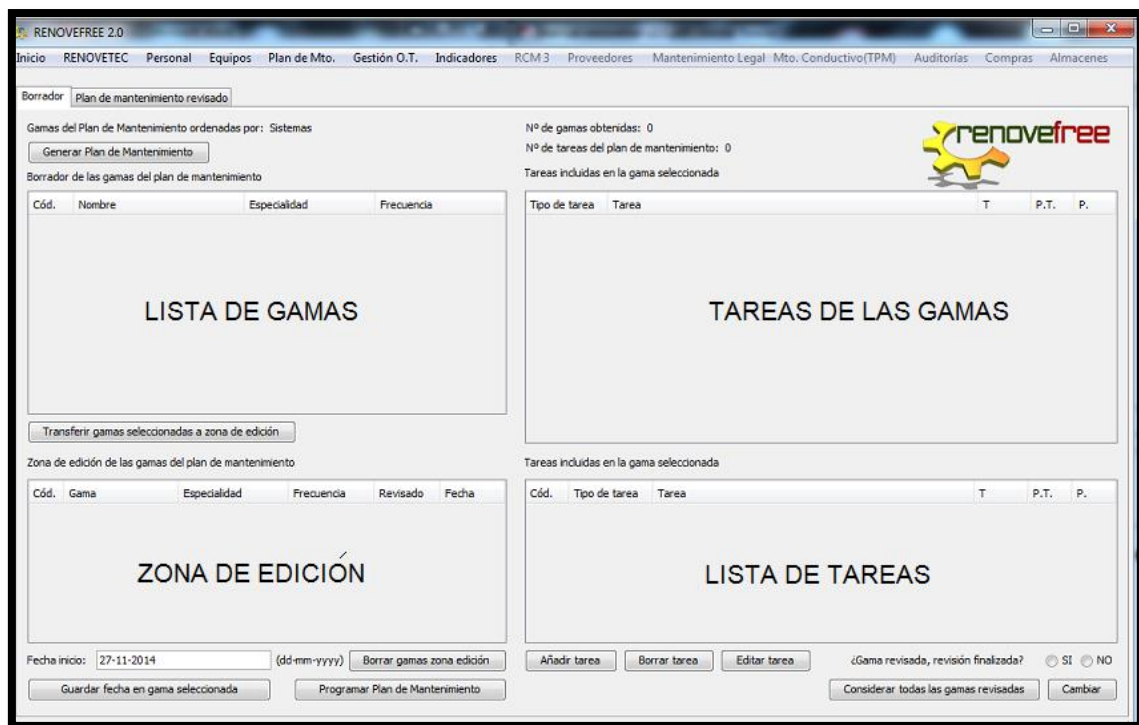 RENOVEFREE 2.0
Inicio RENOVETEC Personal Equipos Plan de Mto. Gestión O.T. Indicadores RCM 3 Proveedores Mantenimiento Legal Mto. Conductivo(TPM) Auditorías Compras Almacenes
Borrador Plan de mantenimiento revisado
Gamas del Plan de Mantenimiento ordenadas por: Sistemas
Generar Plan de Mantenimiento
Borrador de las gamas del plan de mantenimiento
Nº de gamas obtenidas: 0
Nº de tareas del plan de mantenimiento: 0
Tareas incluidas en la gama seleccionada
renovefree
Cód. Nombre Especialidad Frecuencia
LISTA DE GAMAS
Tipo de tarea Tarea T P.T. P.
TAREAS DE LAS GAMAS
Transferir gamas seleccionadas a zona de edición
Zona de edición de las gamas del plan de mantenimiento
Cód. Gama Especialidad Frecuencia Revisado Fecha
ZONA DE EDICIÓN
Tareas incluidas en la gama seleccionada
Cód. Tipo de tarea Tarea T P.T. P.
LISTA DE TAREAS
Fecha inicio: 27-11-2014 (dd-mm-yyyy) Borrar gamas zona edición
Guardar fecha en gama seleccionada Programar Plan de Mantenimiento
Añadir tarea Borrar tarea Editar tarea ¿Gama revisada, revisión finalizada? SI NO
Considerar todas las gamas revisadas Cambiar